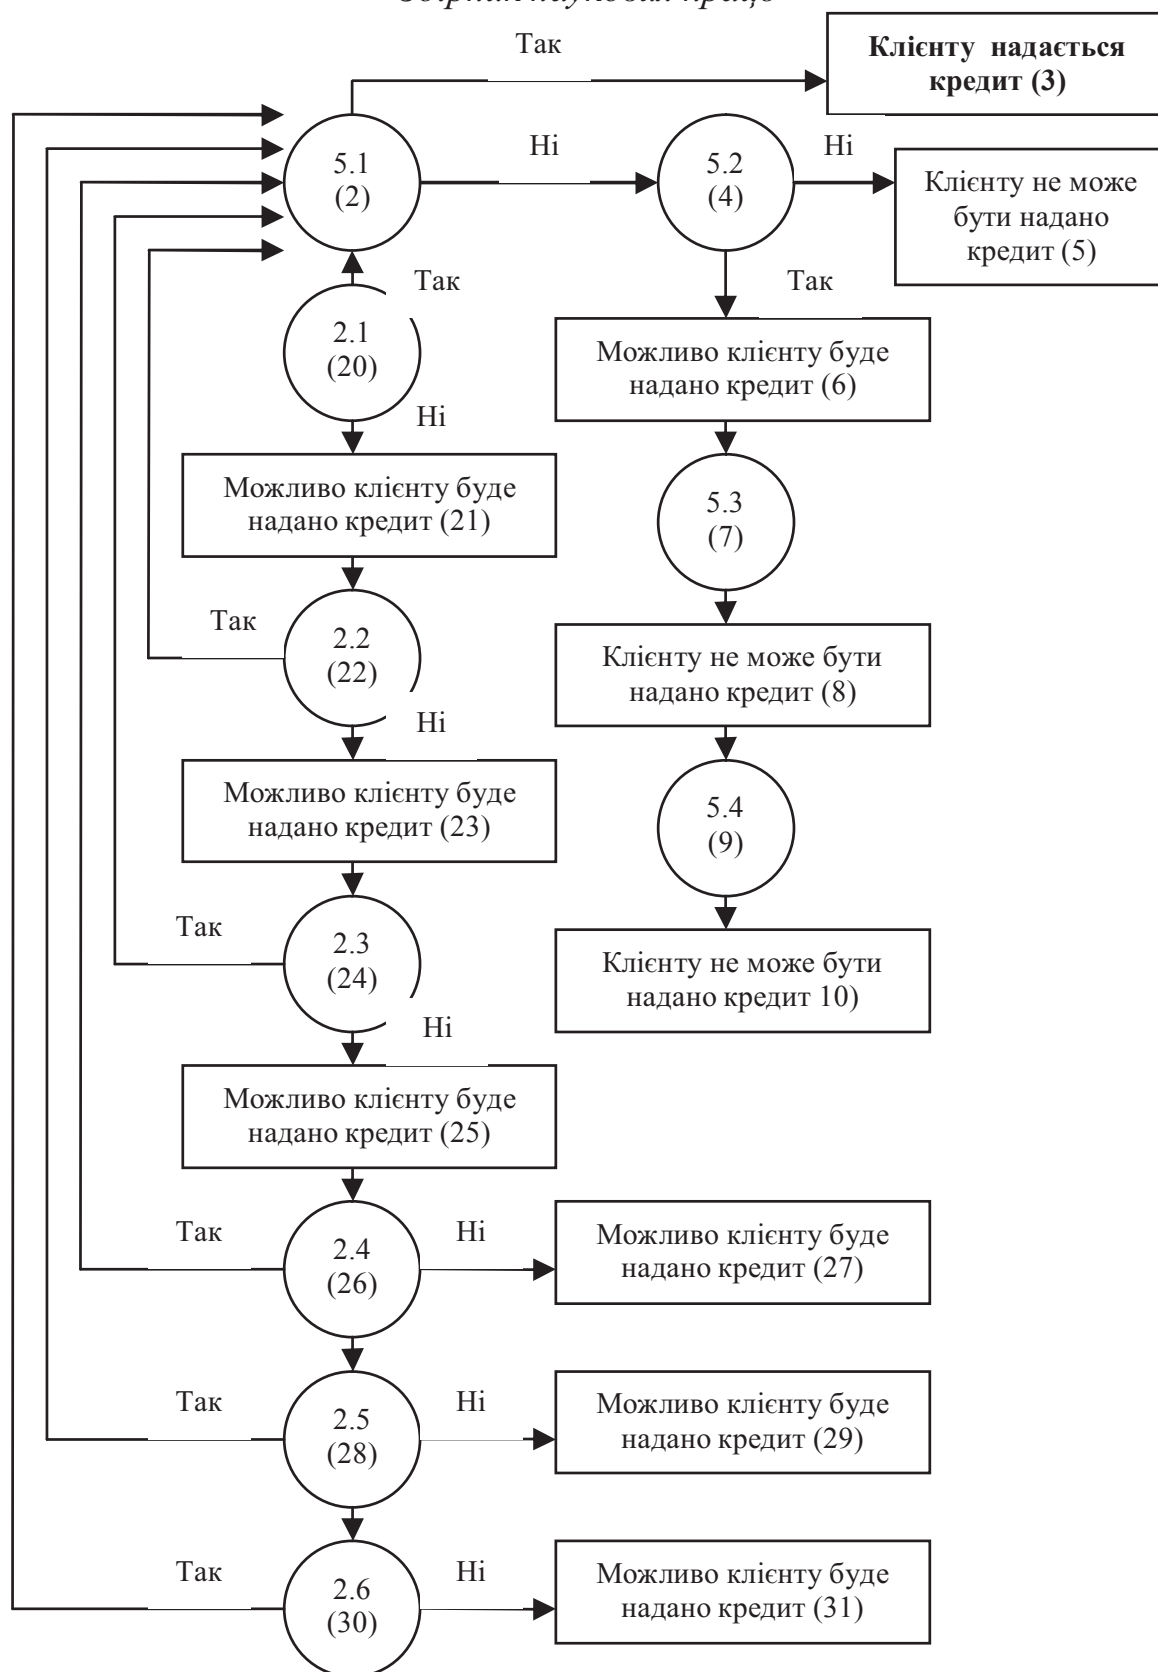 Так
Клієнту надається
кредит (3)
5.1
(2)
Ні
5.2
(4)
Ні
Клієнту не може
бути надано
кредит (5)
Так
Так
2.1
(20)
Можливо клієнту буде
надано кредит (6)
Ні
Можливо клієнту буде
надано кредит (21)
5.3
(7)
Так
2.2
(22)
Клієнту не може бути
надано кредит (8)
Ні
Можливо клієнту буде
надано кредит (23)
5.4
(9)
Так
2.3
(24)
Клієнту не може бути
надано кредит 10)
Ні
Можливо клієнту буде
надано кредит (25)
Так
2.4
(26)
Ні
Можливо клієнту буде
надано кредит (27)
Так
2.5
(28)
Ні
Можливо клієнту буде
надано кредит (29)
Так
2.6
(30)
Ні
Можливо клієнту буде
надано кредит (31)